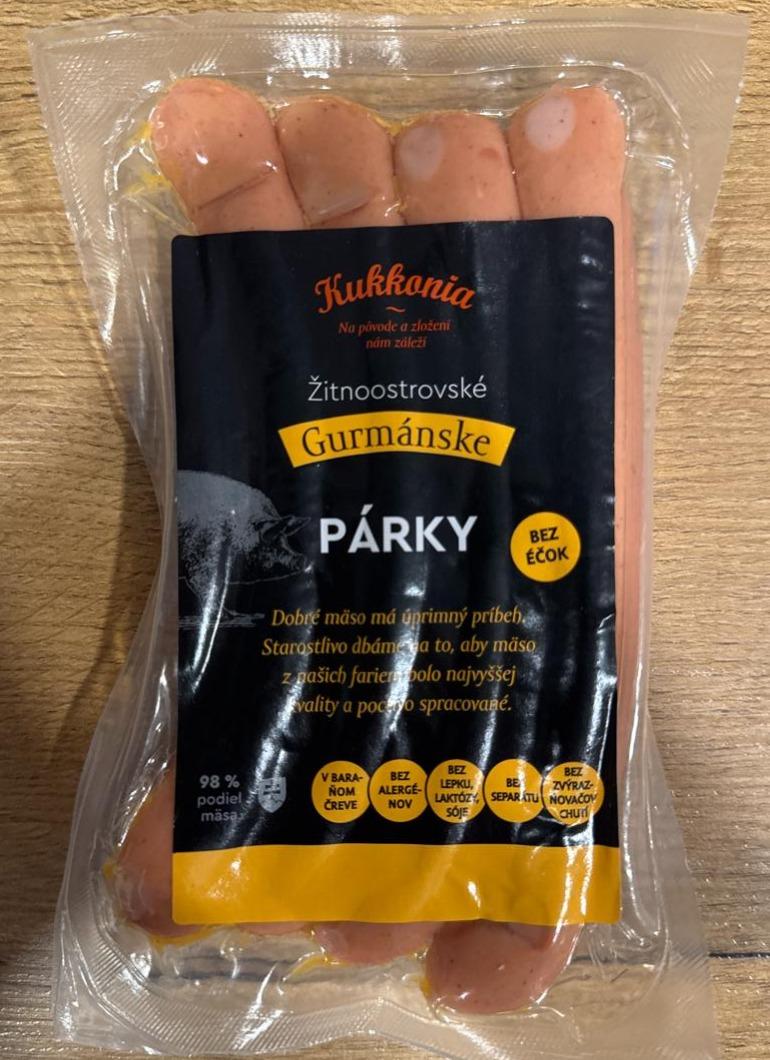 Kukkonia
Na pôvode a zložení
nám záleží
Žitnoostrovské
Gurmánske
PÁRKY
BEZ
ÉČOK
Dobré mäso má úprimný príbeh.
Starostlivo dbáme na to, aby mäso
z našich fariem bolo najvyššej
kvality a poctivo spracované.
98 %
podiel
mäsa
V BARA-
ŇOM
ČREVE
BEZ
ALERGÉ-
NOV
BEZ
LEPKU,
LAKTÓZY,
SÓJE
BEZ
SEPARÁTU
BEZ
ZVÝRAZ-
ŇOVAČOV
CHUTI